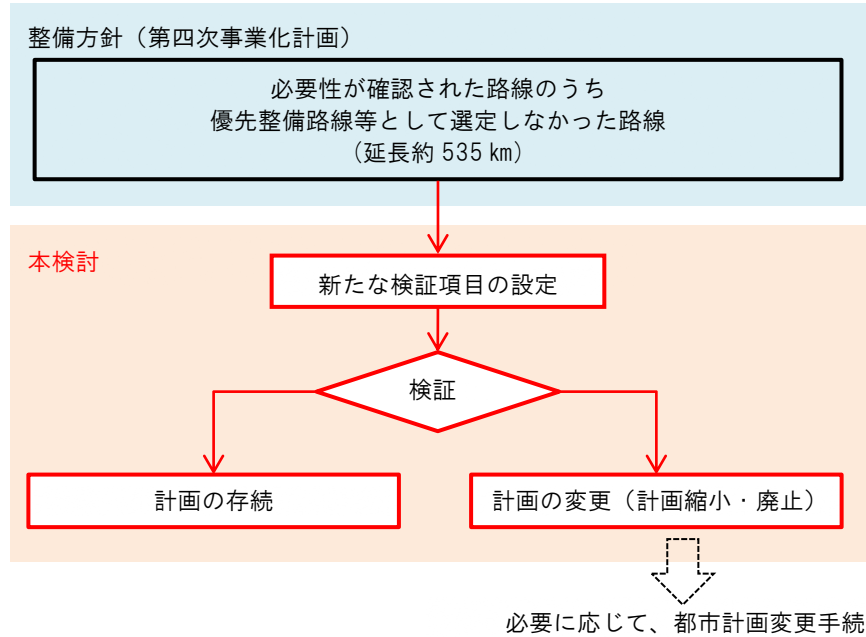 整備方針（第四次事業化計画）
必要性が確認された路線のうち
優先整備路線等として選定しなかった路線
（延長約 535 km）
本検討
新たな検証項目の設定
検証
計画の存続
計画の変更（計画縮小・廃止）
必要に応じて、都市計画変更手続